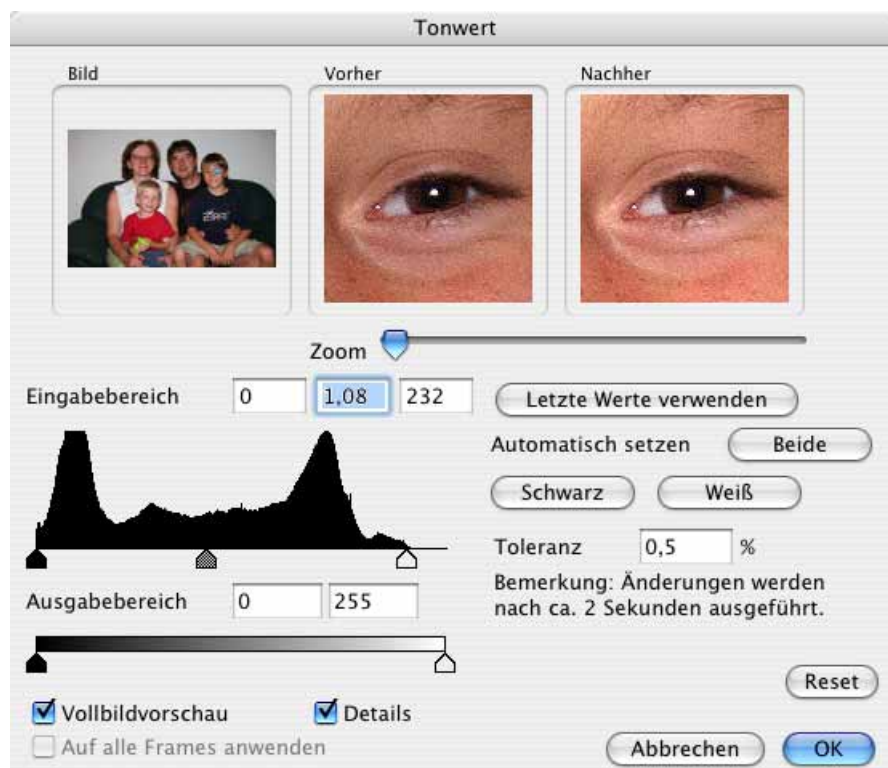 Tonwert
Bild
Vorher
Nachher
Zoom
Eingabebereich 0 1,08 232
Letzte Werte verwenden
Automatisch setzen Beide
Schwarz Weiß
Toleranz 0,5 %
Bemerkung: Änderungen werden
nach ca. 2 Sekunden ausgeführt.
Ausgabebereich 0 255
Reset
Vollbildvorschau Details
Auf alle Frames anwenden
Abbrechen OK